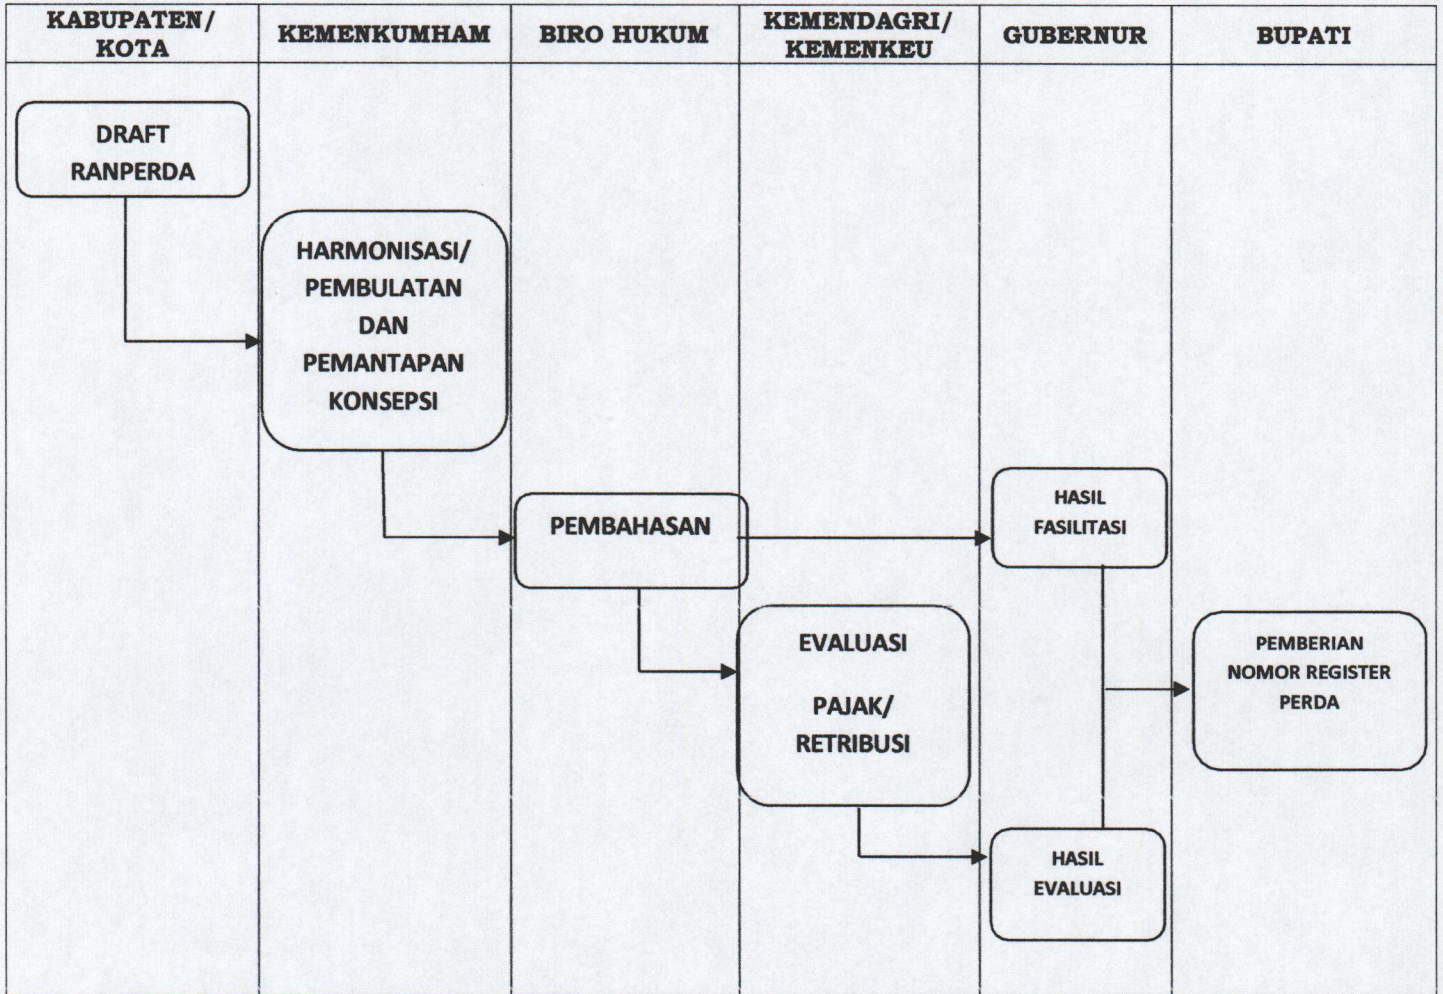 KABUPATEN/
KOTA
KEMENKUMHAM
BIRO HUKUM
KEMENDAGRI/
KEMENKEU
GUBERNUR
BUPATI
DRAFT
RANPERDA
HARMONISASI/
PEMBULATAN
DAN
PEMANTAPAN
KONSEPSI
PEMBAHASAN
HASIL
FASILITASI
EVALUASI
PAJAK/
RETRIBUSI
PEMBERIAN
NOMOR REGISTER
PERDA
HASIL
EVALUASI